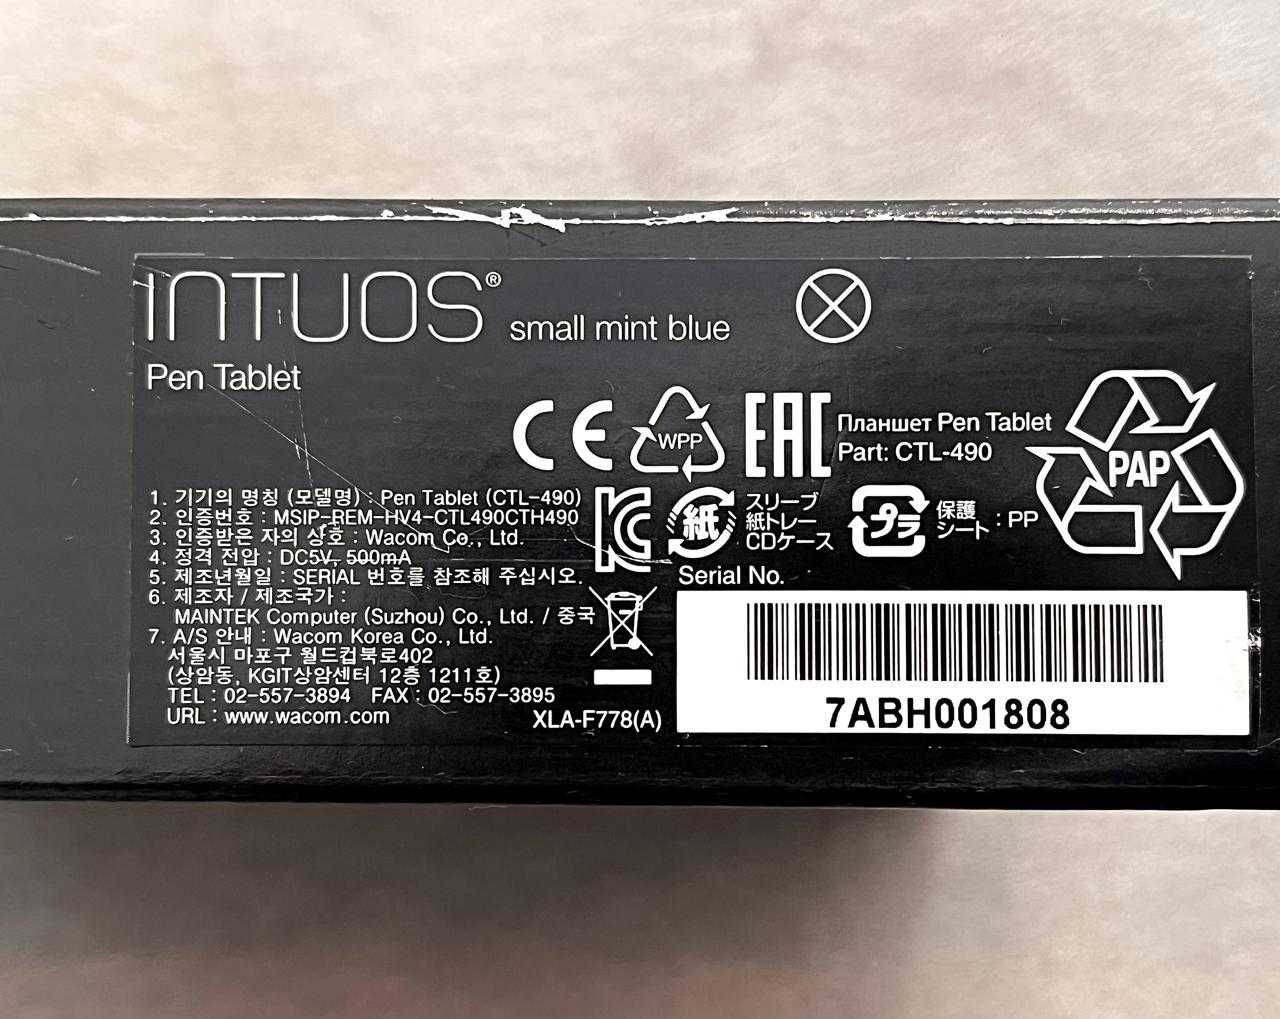 INTUOS® small mint blue
Pen Tablet
CE WPP EAC Планшет Pen Tablet
Part: CTL-490
PAP
1. 기기의 명칭 (모델명) : Pen Tablet (CTL-490)
2. 인증번호 : MSIP-REM-HV4-CTL490CTH490
3. 인증받은 자의 상호 : Wacom Co., Ltd.
4. 정격 전압 : DC5V, 500mA
5. 제조년월일 : SERIAL 번호를 참조해 주십시오.
6. 제조자 / 제조국가 :
MAINTEK Computer (Suzhou) Co., Ltd. / 중국
7. A/S 안내 : Wacom Korea Co., Ltd.
서울시 마포구 월드컵북로402
(상암동, KGIT상암센터 12층 1211호)
TEL : 02-557-3894 FAX : 02-557-3895
URL : www.wacom.com
紙
スリーブ
紙トレー
CDケース
プラ
保護
シート : PP
Serial No.
7ABH001808
XLA-F778(A)